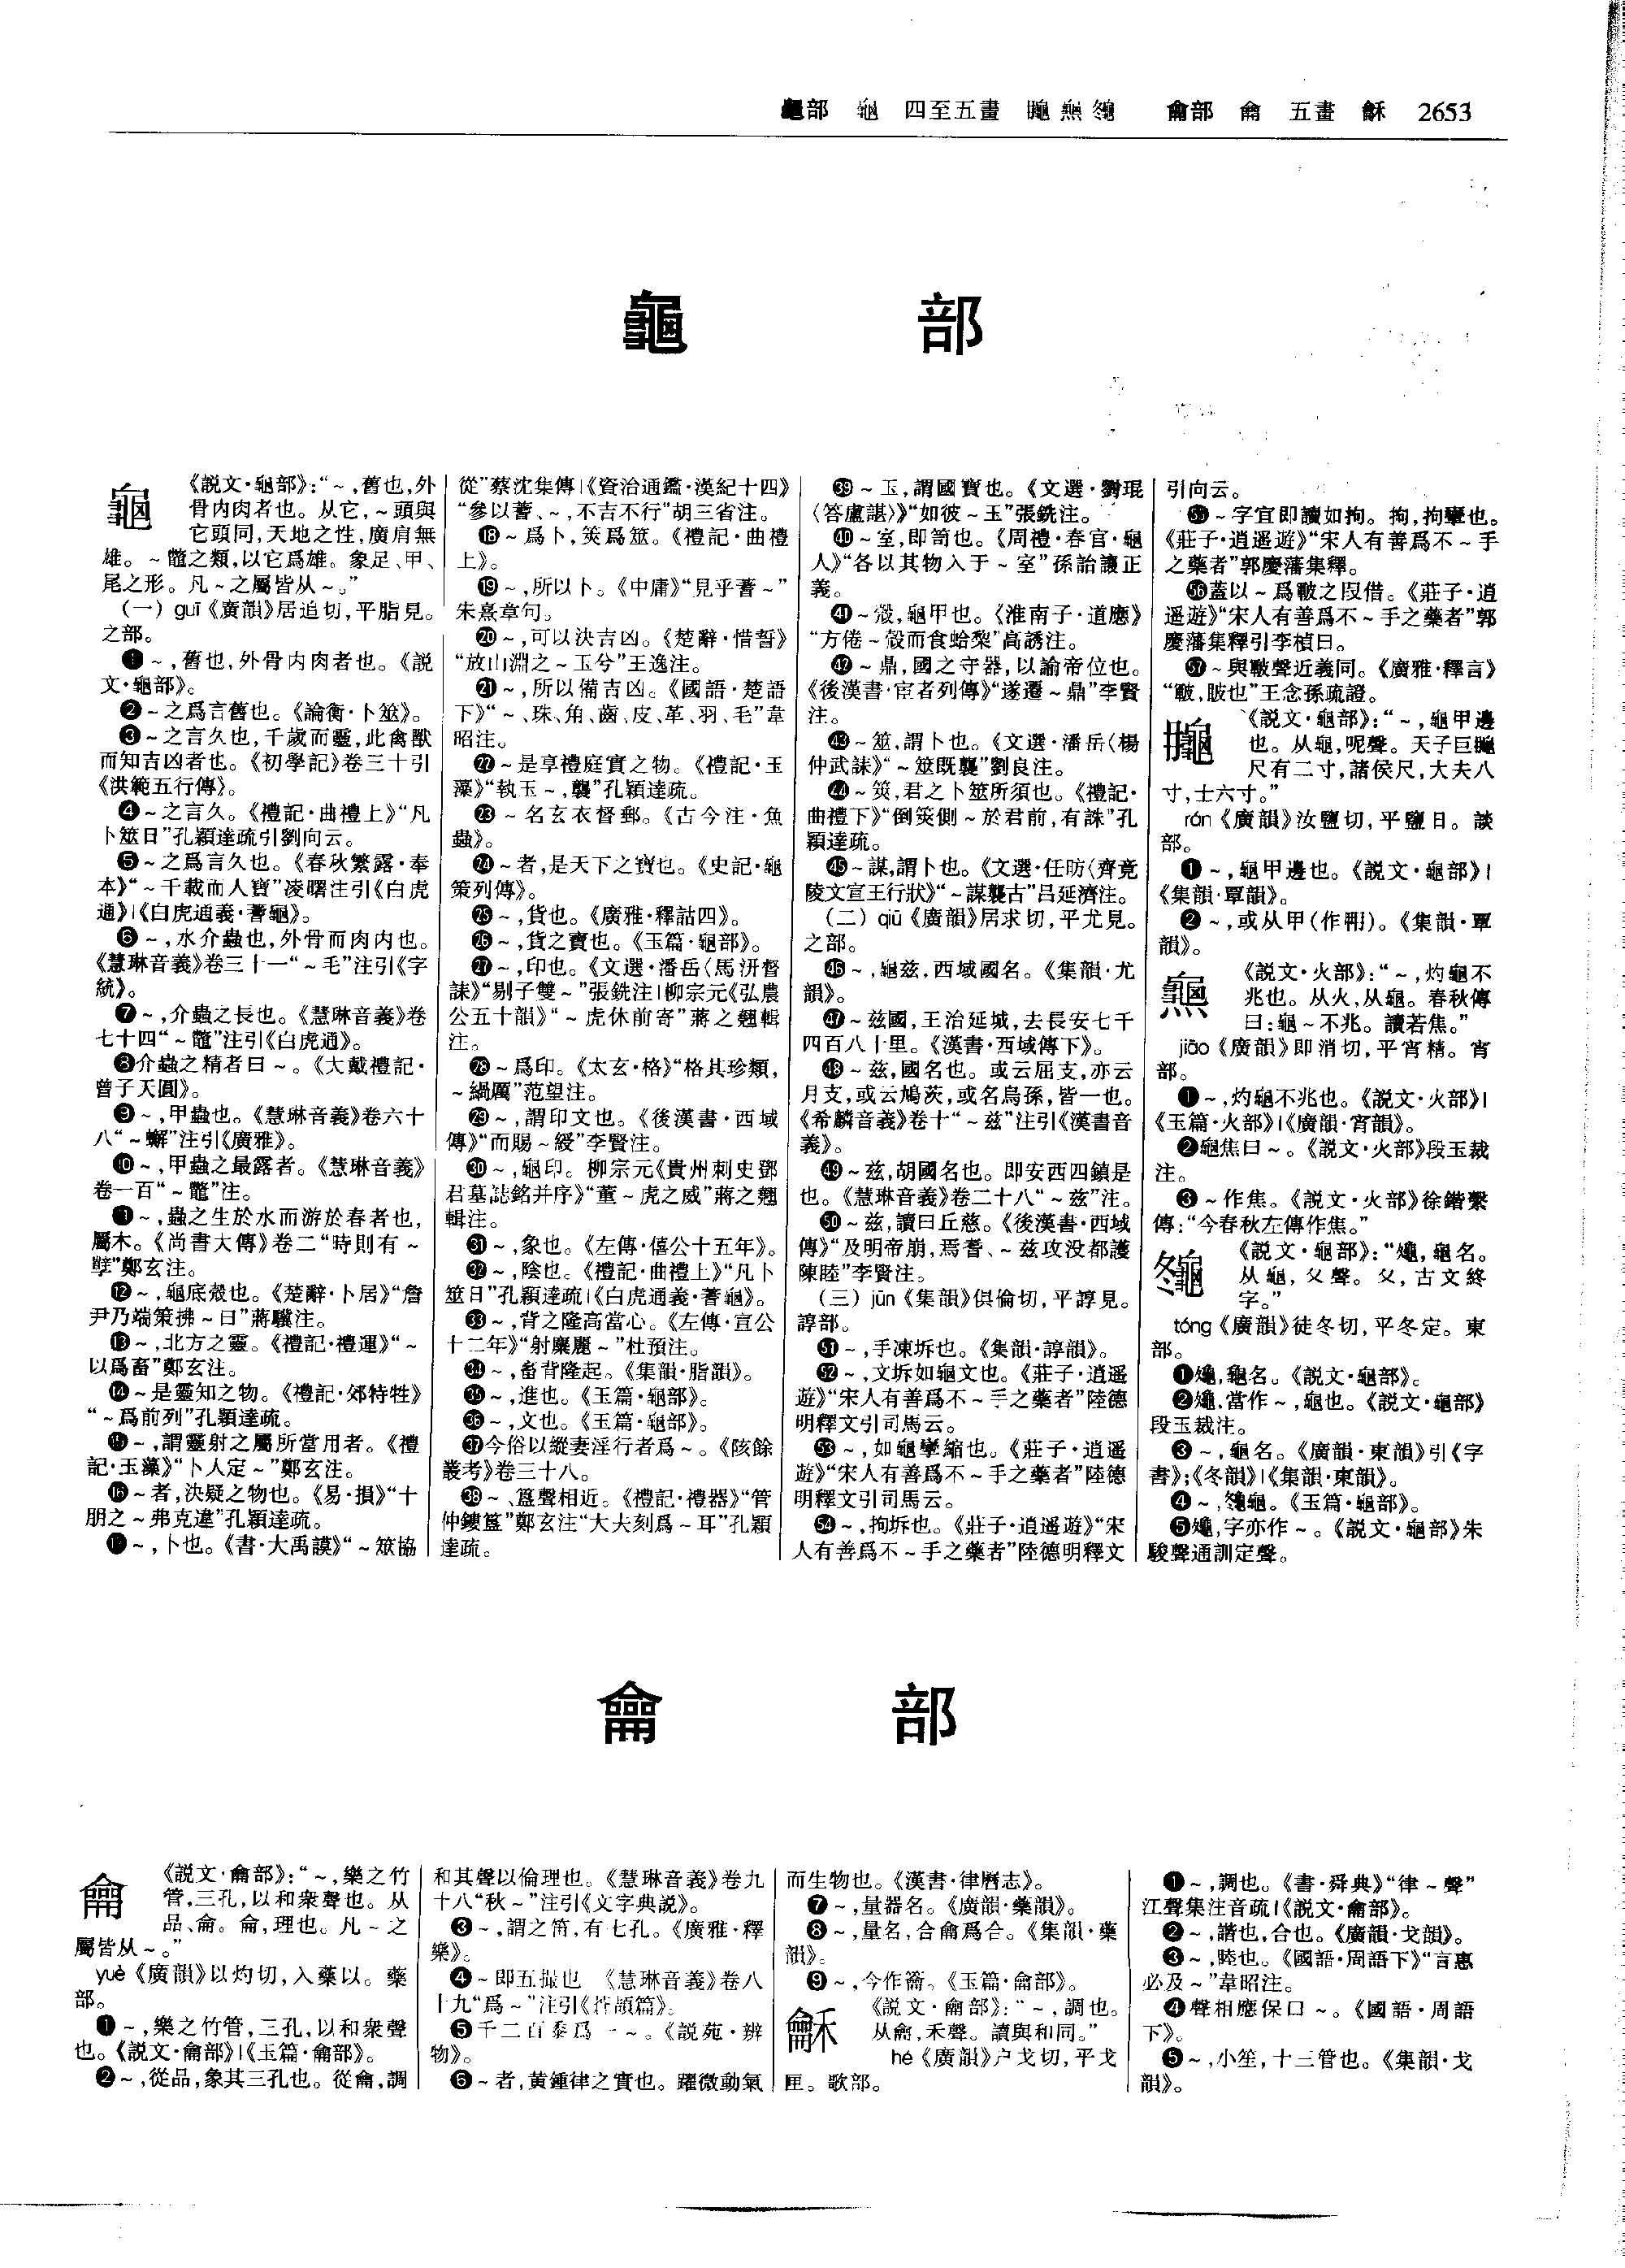 龜部 龜 四至五畫 𪚮 𤒅 𪚰 龠部 龠 五畫 龢 2653
龜 部
龜
《説文·龜部》:“～,舊也,外
骨内肉者也。从它,～頭與
它頭同,天地之性,廣肩無
雄。～鼈之類,以它爲雄。象足、甲、
尾之形。凡～之屬皆从～。”
（一）guī《廣韻》居追切,平脂見。
之部。
❶～,舊也,外骨内肉者也。《説
文·龜部》。
❷～之爲言舊也。《論衡·卜筮》。
❸～之言久也,千歲而靈,此禽獸
而知吉凶者也。《初學記》卷三十引
《洪範五行傳》。
❹～之言久。《禮記·曲禮上》“凡
卜筮日”孔穎達疏引劉向云。
❺～之爲言久也。《春秋繁露·奉
本》“～千載而人寶”凌曙注引《白虎
通》|《白虎通義·蓍龜》。
❻～,水介蟲也,外骨而肉内也。
《慧琳音義》卷三十一“～毛”注引《字
統》。
❼～,介蟲之長也。《慧琳音義》卷
七十四“～鼈”注引《白虎通》。
❽介蟲之精者曰～。《大戴禮記·
曾子天圓》。
❾～,甲蟲也。《慧琳音義》卷六十
八“～蠏”注引《廣雅》。
❿～,甲蟲之最露者。《慧琳音義》
卷一百“～鼈”注。
⓫～,蟲之生於水而游於春者也,
屬木。《尚書大傳》卷二“時則有～
孽”鄭玄注。
⓬～,龜底殼也。《楚辭·卜居》“詹
尹乃端策拂～曰”蔣驥注。
⓭～,北方之靈。《禮記·禮運》“～
以爲畜”鄭玄注。
⓮～是靈知之物。《禮記·郊特牲》
“～爲前列”孔穎達疏。
⓯～,謂靈射之屬所當用者。《禮
記·玉藻》“卜人定～”鄭玄注。
⓰～者,決疑之物也。《易·損》“十
朋之～弗克違”孔穎達疏。
⓱～,卜也。《書·大禹謨》“～筮協
從”蔡沈集傳|《資治通鑑·漢紀十四》
“參以蓍、～,不吉不行”胡三省注。
⓲～爲卜,筴爲筮。《禮記·曲禮
上》。
⓳～,所以卜。《中庸》“見乎蓍～”
朱熹章句。
⓴～,可以決吉凶。《楚辭·惜誓》
“放山淵之～玉兮”王逸注。
㉑～,所以備吉凶。《國語·楚語
下》“～、珠、角、齒、皮、革、羽、毛”韋
昭注。
㉒～是享禮庭實之物。《禮記·玉
藻》“執玉～,襲”孔穎達疏。
㉓～名玄衣督郵。《古今注·魚
蟲》。
㉔～者,是天下之寶也。《史記·龜
策列傳》。
㉕～,貨也。《廣雅·釋詁四》。
㉖～,貨之寶也。《玉篇·龜部》。
㉗～,印也。《文選·潘岳〈馬汧督
誄〉》“剔子雙～”張銑注|柳宗元《弘農
公五十韻》“～虎休前寄”蔣之翹輯
注。
㉘～爲印。《太玄·格》“格其珍類,
～緺厲”范望注。
㉙～,謂印文也。《後漢書·西域
傳》“而賜～綬”李賢注。
㉚～,龜印。柳宗元《貴州刺史鄧
君墓誌銘并序》“董～虎之威”蔣之翹
輯注。
㉛～,象也。《左傳·僖公十五年》。
㉜～,陰也。《禮記·曲禮上》“凡卜
筮日”孔穎達疏|《白虎通義·蓍龜》。
㉝～,背之隆高當心。《左傳·宣公
十二年》“射麋麗～”杜預注。
㉞～,畜背隆起。《集韻·脂韻》。
㉟～,進也。《玉篇·龜部》。
㊱～,文也。《玉篇·龜部》。
㊲今俗以縱妻淫行者爲～。《陔餘
叢考》卷三十八。
㊳～、簋聲相近。《禮記·禮器》“管
仲鏤簋”鄭玄注“大夫刻爲～耳”孔穎
達疏。
㊴～玉,謂國寶也。《文選·劉琨
〈答盧諶〉》“如彼～玉”張銑注。
㊵～室,即筩也。《周禮·春官·龜
人》“各以其物入于～室”孫詒讓正
義。
㊶～殼,龜甲也。《淮南子·道應》
“方倦～殼而食蛤棃”高誘注。
㊷～鼎,國之守器,以諭帝位也。
《後漢書·宦者列傳》“遂遷～鼎”李賢
注。
㊸～筮,謂卜也。《文選·潘岳〈楊
仲武誄〉》“～筮既襲”劉良注。
㊹～筴,君之卜筮所須也。《禮記·
曲禮下》“倒筴側～於君前,有誅”孔
穎達疏。
㊺～謀,謂卜也。《文選·任昉〈齊竟
陵文宣王行狀〉》“～謀襲古”吕延濟注。
（二）qiū《廣韻》居求切,平尤見。
之部。
㊻～,龜兹,西域國名。《集韻·尤
韻》。
㊼～兹國,王治延城,去長安七千
四百八十里。《漢書·西域傳下》。
㊽～兹,國名也。或云屈支,亦云
月支,或云鳩茨,或名烏孫,皆一也。
《希麟音義》卷十“～兹”注引《漢書音
義》。
㊾～兹,胡國名也。即安西四鎮是
也。《慧琳音義》卷二十八“～兹”注。
㊿～兹,讀曰丘慈。《後漢書·西域
傳》“及明帝崩,焉耆、～兹攻没都護
陳睦”李賢注。
（三）jūn《集韻》俱倫切,平諄見。
諄部。
51～,手凍坼也。《集韻·諄韻》。
52～,文坼如龜文也。《莊子·逍遥
遊》“宋人有善爲不～手之藥者”陸德
明釋文引司馬云。
53～,如龜攣縮也。《莊子·逍遥
遊》“宋人有善爲不～手之藥者”陸德
明釋文引司馬云。
54～,拘坼也。《莊子·逍遥遊》“宋
人有善爲不～手之藥者”陸德明釋文
引向云。
55～字宜即讀如拘。拘,拘攣也。
《莊子·逍遥遊》“宋人有善爲不～手
之藥者”郭慶藩集釋。
56蓋以～爲皸之叚借。《莊子·逍
遥遊》“宋人有善爲不～手之藥者”郭
慶藩集釋引李楨曰。
57～與皸聲近義同。《廣雅·釋言》
“皸,跛也”王念孫疏證。
𪚮
《説文·龜部》:“～,龜甲邊
也。从龜,冄聲。天子巨𪚮
尺有二寸,諸侯尺,大夫八
寸,士六寸。”
rán《廣韻》汝鹽切,平鹽日。談
部。
❶～,龜甲邊也。《説文·龜部》|
《集韻·覃韻》。
❷～,或从甲(作𠕋)。《集韻·覃
韻》。
𤒅
《説文·火部》:“～,灼龜不
兆也。从火,从龜。春秋傳
曰:龜～不兆。讀若焦。”
jiāo《廣韻》即消切,平宵精。宵
部。
❶～,灼龜不兆也。《説文·火部》|
《玉篇·火部》|《廣韻·宵韻》。
❷龜焦曰～。《説文·火部》段玉裁
注。
❸～作焦。《説文·火部》徐鍇繫
傳:“今春秋左傳作焦。”
𪚰
《説文·龜部》:“𪚰,龜名。
从龜,夂聲。夂,古文終
字。”
tóng《廣韻》徒冬切,平冬定。東
部。
❶𪚰,龜名。《説文·龜部》。
❷𪚰,當作～,龜也。《説文·龜部》
段玉裁注。
❸～,龜名。《廣韻·東韻》引《字
書》;《冬韻》|《集韻·東韻》。
❹～,𪚰龜。《玉篇·龜部》。
❺𪚰,字亦作～。《説文·龜部》朱
駿聲通訓定聲。
龠 部
龠
《説文·龠部》:“～,樂之竹
管,三孔,以和衆聲也。从
品、侖。侖,理也。凡～之
屬皆从～。”
yuè《廣韻》以灼切,入藥以。藥
部。
❶～,樂之竹管,三孔,以和衆聲
也。《説文·龠部》|《玉篇·龠部》。
❷～,從品,象其三孔也。從侖,調
和其聲以倫理也。《慧琳音義》卷九
十八“秋～”注引《文字典説》。
❸～,謂之笛,有七孔。《廣雅·釋
樂》。
❹～即五撮也 《慧琳音義》卷八
十九“爲～”注引《篇》。
❺千二百黍爲一～。《説苑·辨
物》。
❻～者,黄鍾律之實也。躍微動氣
而生物也。《漢書·律曆志》。
❼～,量器名。《廣韻·藥韻》。
❽～,量名,合龠爲合。《集韻·藥
韻》。
❾～,今作籥。《玉篇·龠部》。
龢
《説文·龠部》:“～,調也。
从龠,禾聲。讀與和同。”
hé《廣韻》户戈切,平戈
匣。歌部。
❶～,調也。《書·舜典》“律～聲”
江聲集注音疏|《説文·龠部》。
❷～,諧也,合也。《廣韻·戈韻》。
❸～,睦也。《國語·周語下》“言惠
必及～”韋昭注。
❹聲相應保曰～。《國語·周語
下》。
❺～,小笙,十三管也。《集韻·戈
韻》。